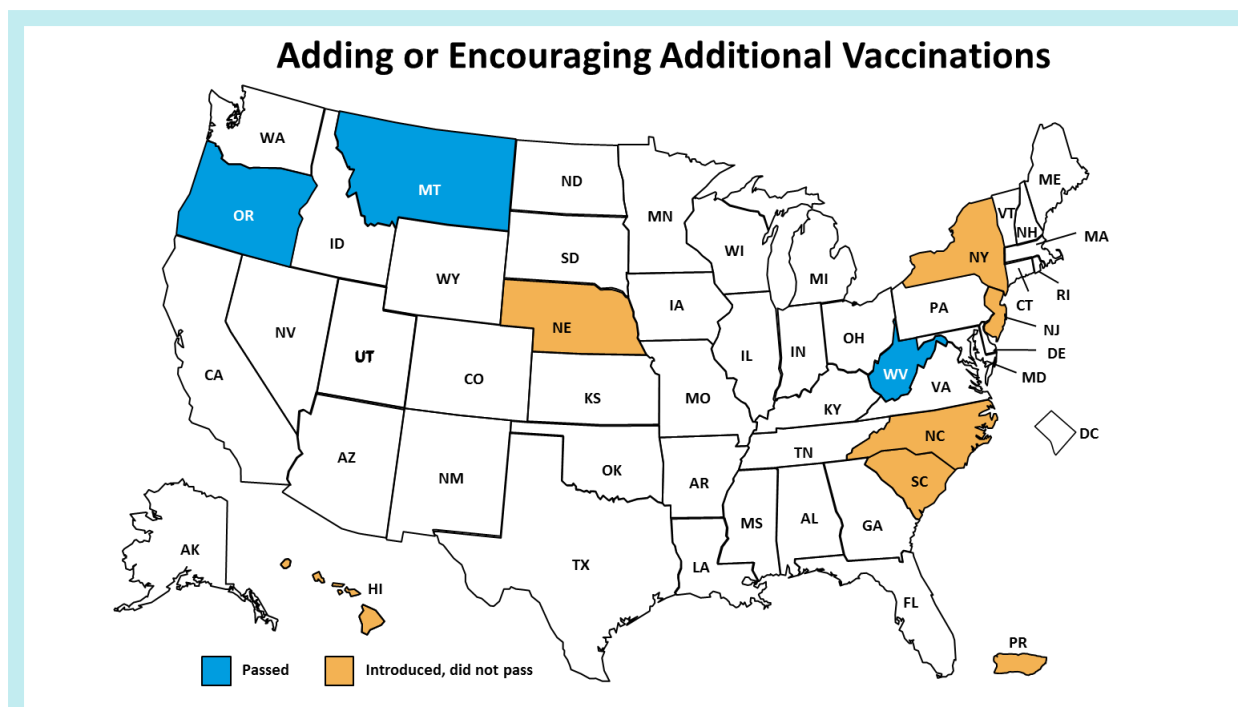 Adding or Encouraging Additional Vaccinations
WA
MT
ND
MN
ME
VT
NH
MA
OR
ID
WY
SD
WI
MI
NY
RI
CT
NV
UT
CO
NE
IA
IL
IN
OH
PA
NJ
DE
MD
CA
KS
MO
KY
WV
VA
DC
AZ
NM
OK
AR
TN
NC
SC
TX
LA
MS
AL
GA
FL
AK
HI
PR
Passed
Introduced, did not pass